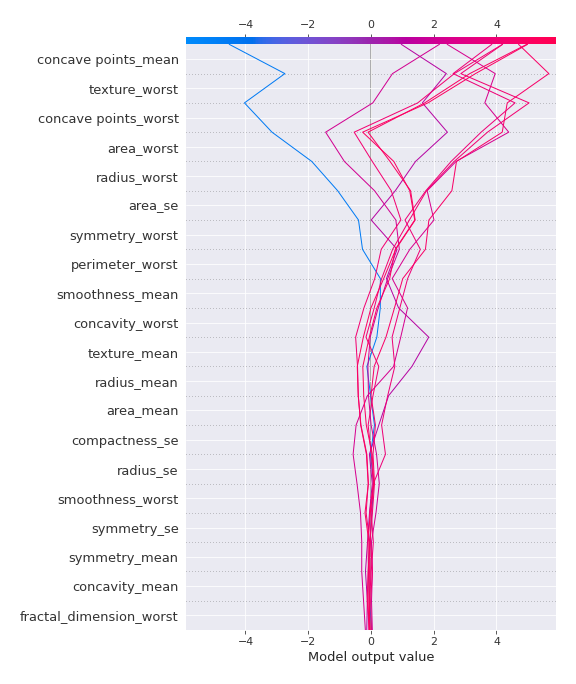 −4 −2 0 2 4
concave points_mean
texture_worst
concave points_worst
area_worst
radius_worst
area_se
symmetry_worst
perimeter_worst
smoothness_mean
concavity_worst
texture_mean
radius_mean
area_mean
compactness_se
radius_se
smoothness_worst
symmetry_se
symmetry_mean
concavity_mean
fractal_dimension_worst
−4 −2 0 2 4
Model output value